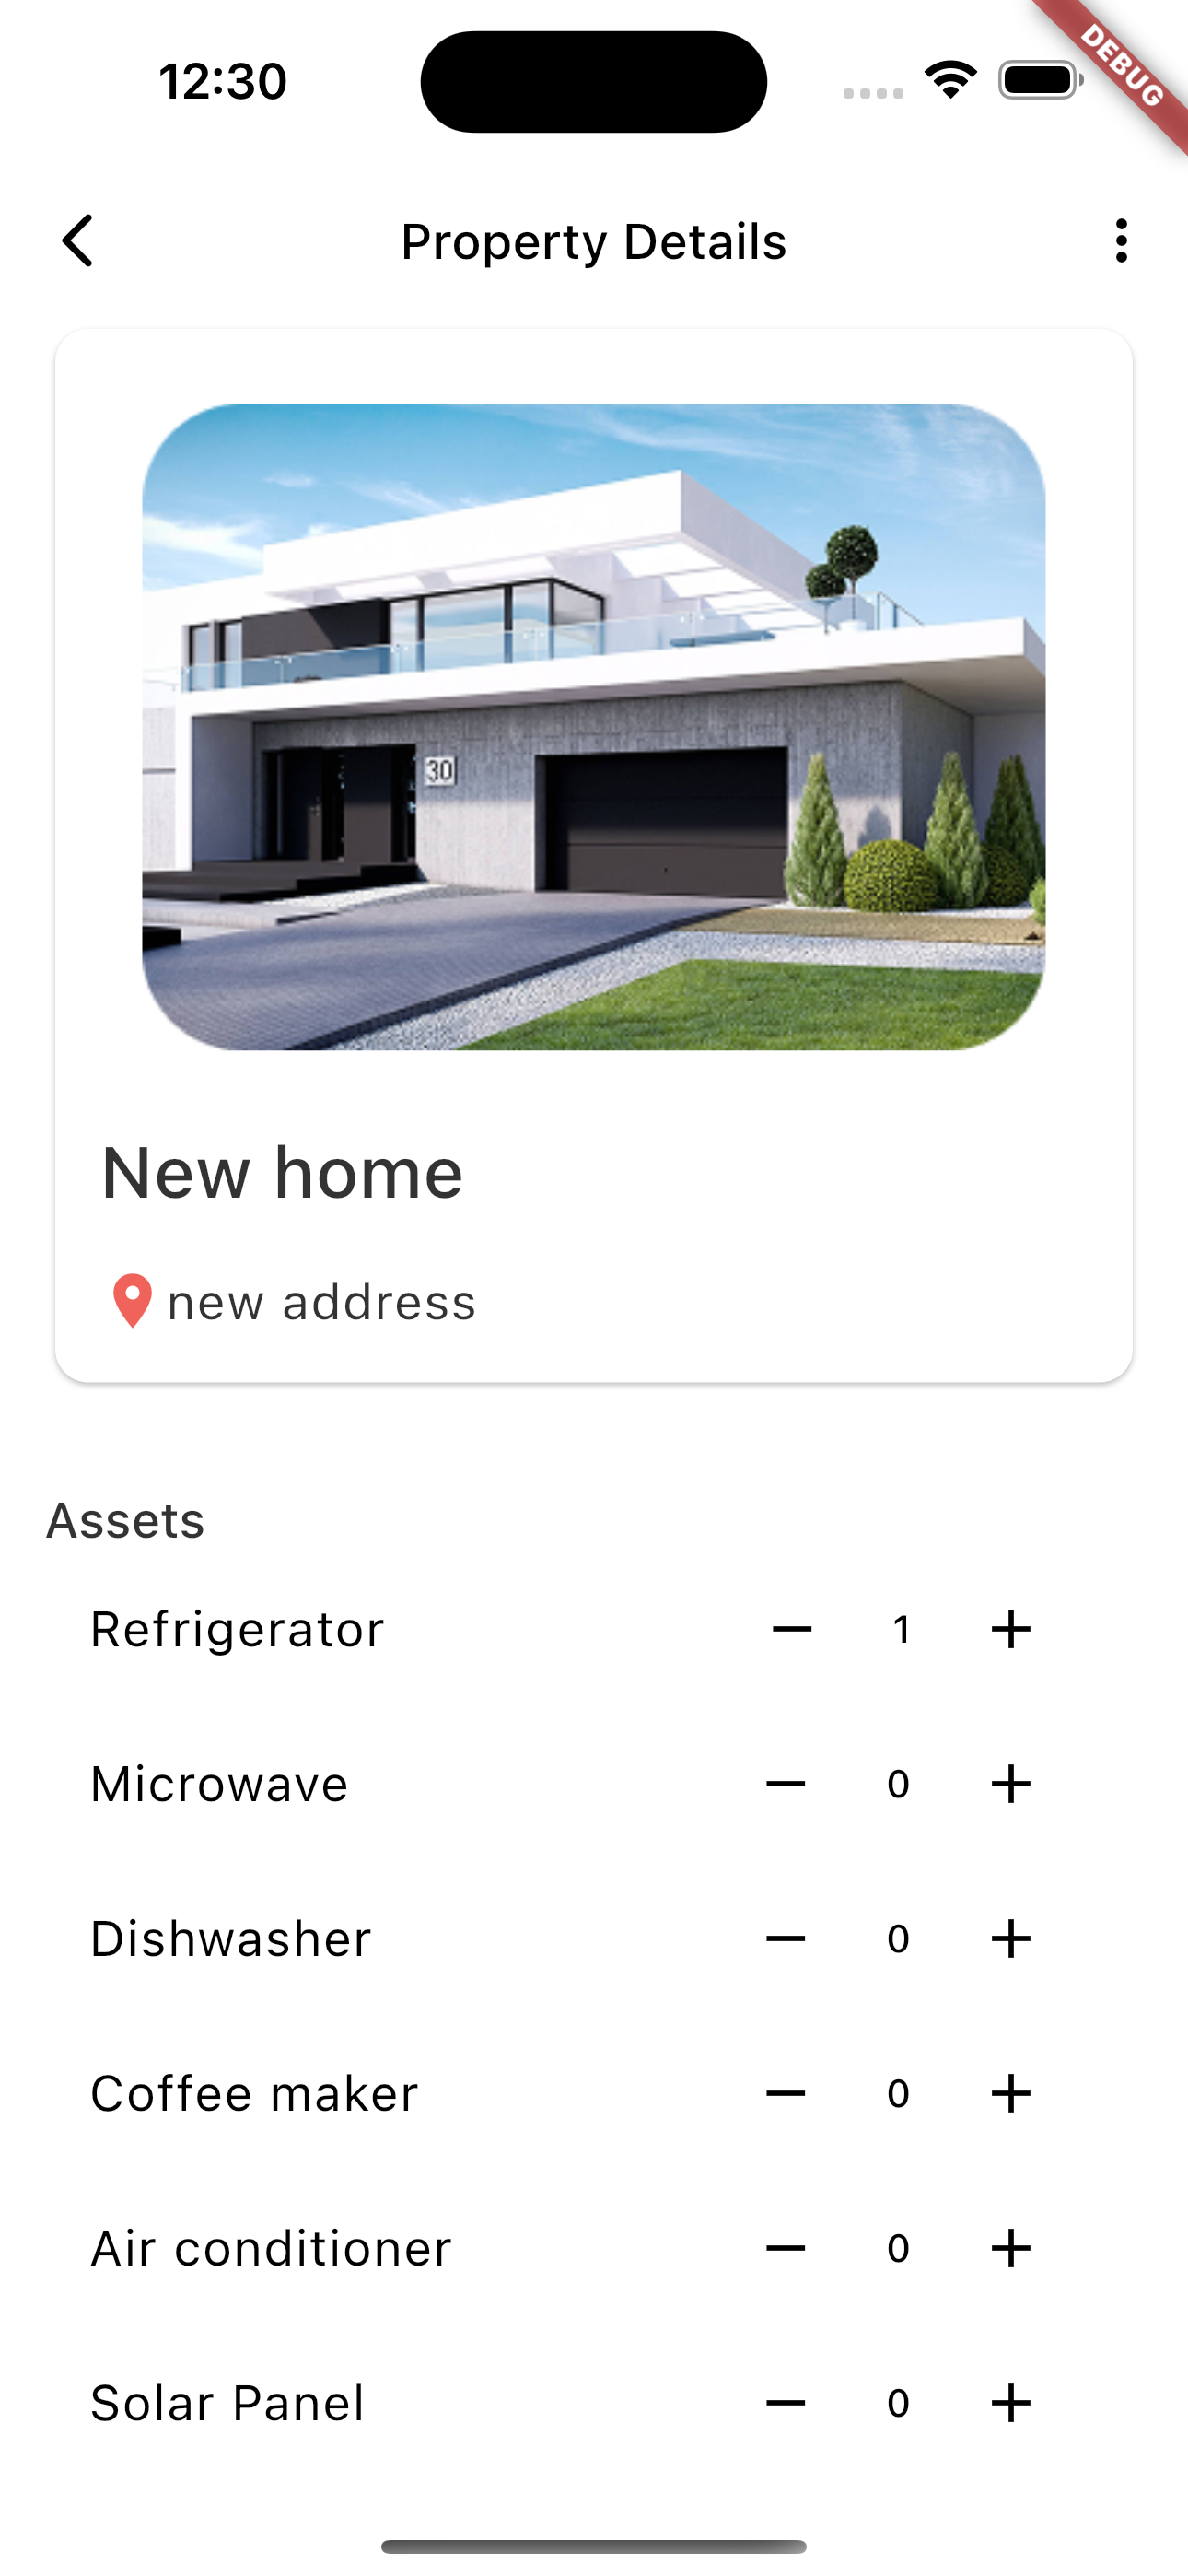 12:30
DEBUG
Property Details
30
New home
new address
Assets
Refrigerator 1
Microwave 0
Dishwasher 0
Coffee maker 0
Air conditioner 0
Solar Panel 0